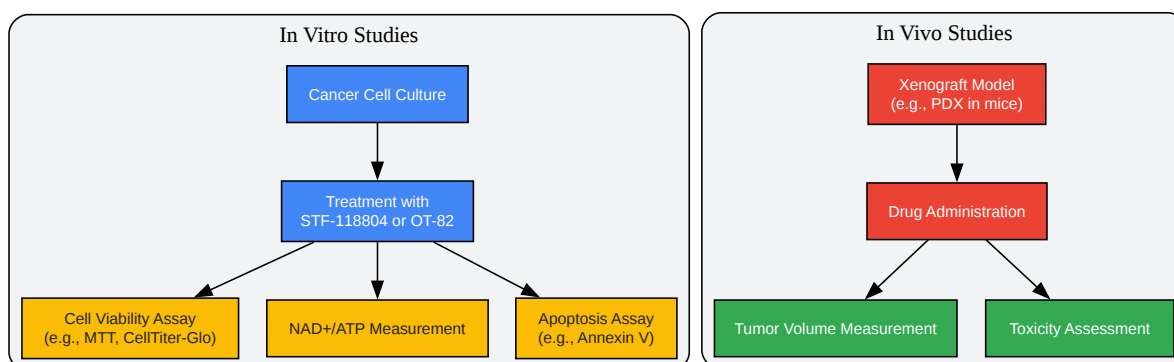 In Vitro Studies
Cancer Cell Culture
Treatment with
STF-118804 or OT-82
Cell Viability Assay
(e.g., MTT, CellTiter-Glo)
NAD+/ATP Measurement
Apoptosis Assay
(e.g., Annexin V)
In Vivo Studies
Xenograft Model
(e.g., PDX in mice)
Drug Administration
Tumor Volume Measurement
Toxicity Assessment